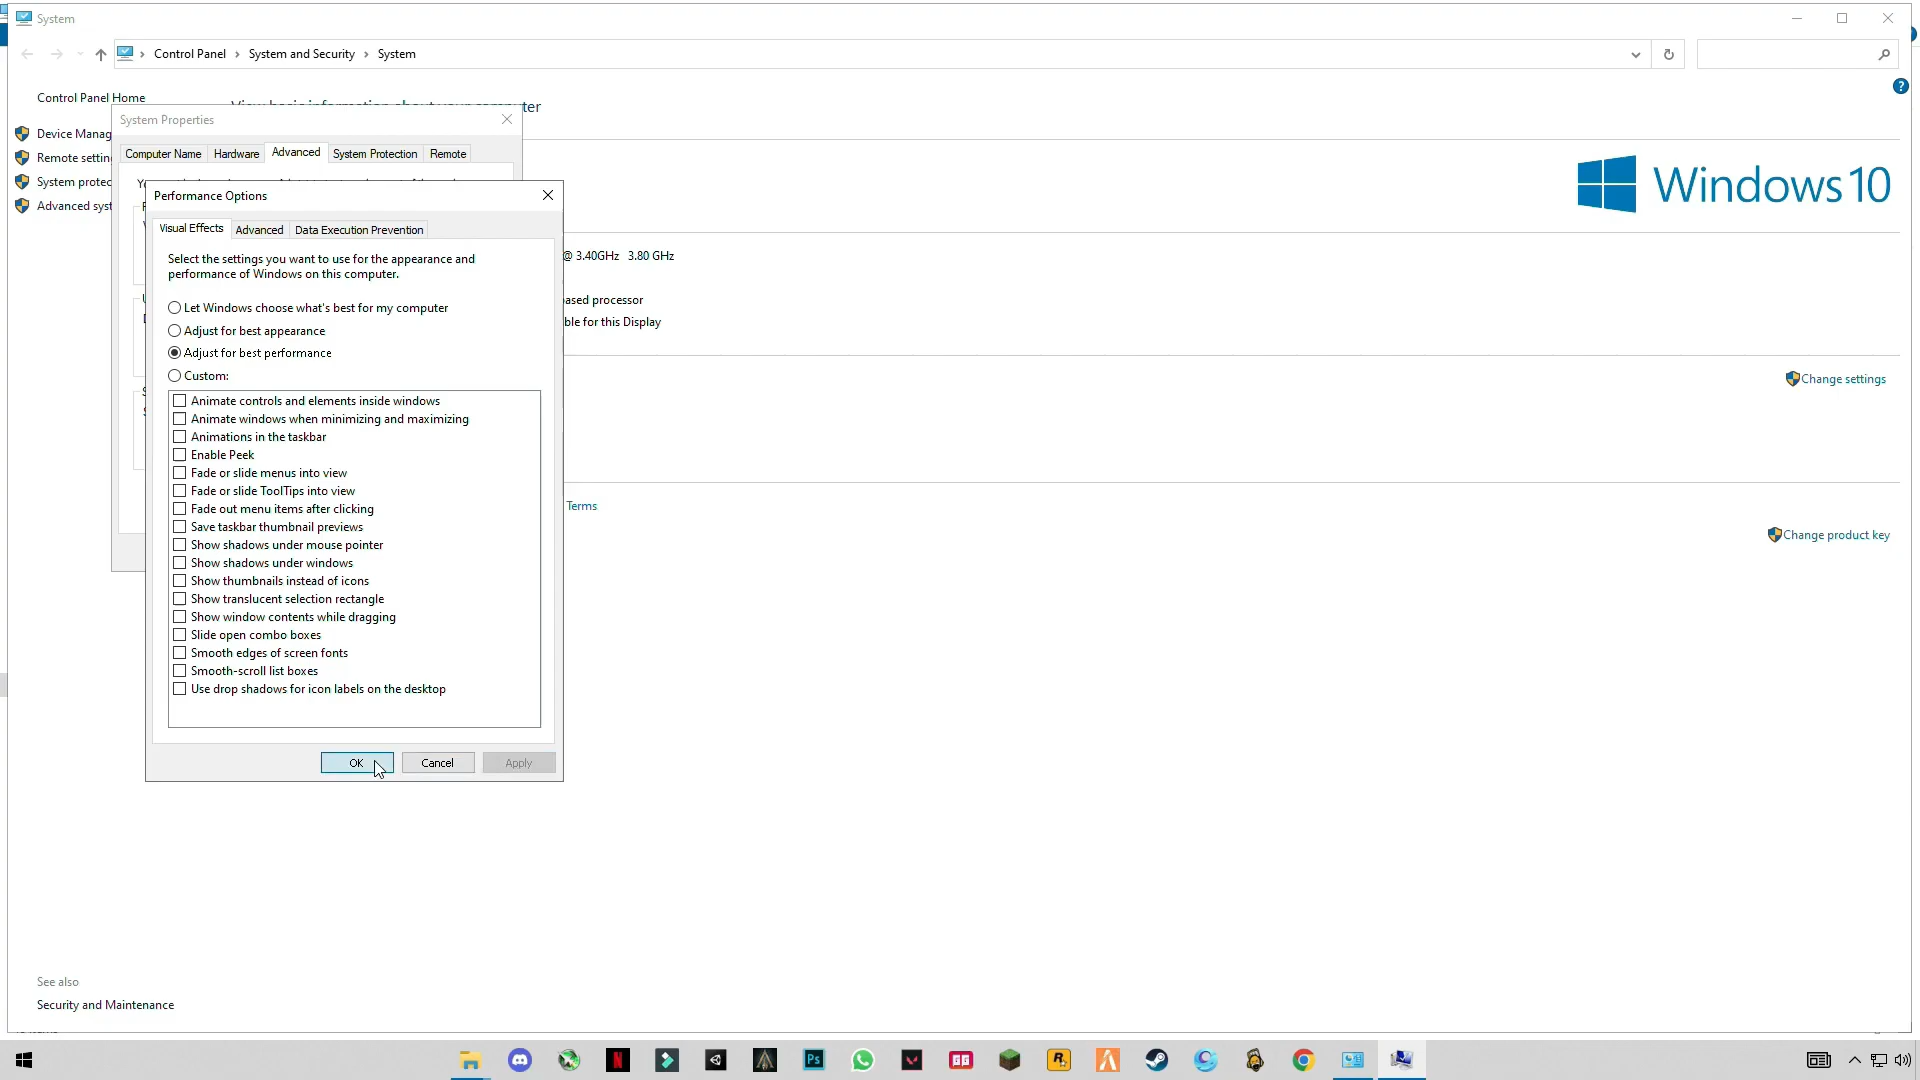 System
Control Panel › System and Security › System
Control Panel Home
Device Manag
Remote settin
System protec
Advanced syst
View basic information about your computer
System Properties
Computer Name
Hardware
Advanced
System Protection
Remote
Performance Options
Visual Effects
Advanced
Data Execution Prevention
Select the settings you want to use for the appearance and
performance of Windows on this computer.
Let Windows choose what's best for my computer
Adjust for best appearance
Adjust for best performance
Custom:
Animate controls and elements inside windows
Animate windows when minimizing and maximizing
Animations in the taskbar
Enable Peek
Fade or slide menus into view
Fade or slide ToolTips into view
Fade out menu items after clicking
Save taskbar thumbnail previews
Show shadows under mouse pointer
Show shadows under windows
Show thumbnails instead of icons
Show translucent selection rectangle
Show window contents while dragging
Slide open combo boxes
Smooth edges of screen fonts
Smooth-scroll list boxes
Use drop shadows for icon labels on the desktop
OK
Cancel
Apply
Windows 10
@ 3.40GHz 3.80 GHz
ased processor
ble for this Display
Change settings
Terms
Change product key
See also
Security and Maintenance
N
Ps
GG
R